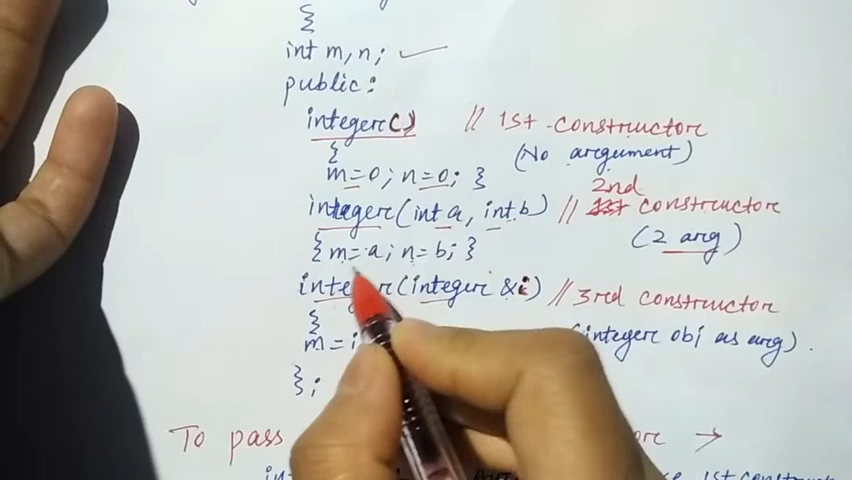 {
int m, n;
public:
integer() // 1st constructor
{ (No argument)
m=0; n=0; }
2nd
integer(int a, int b) // constructor
{ m=a; n=b; } (2 arg)
integer(integer &i) // 3rd constructor
{
m = i (integer obj as arg).
};
To pass →
1st